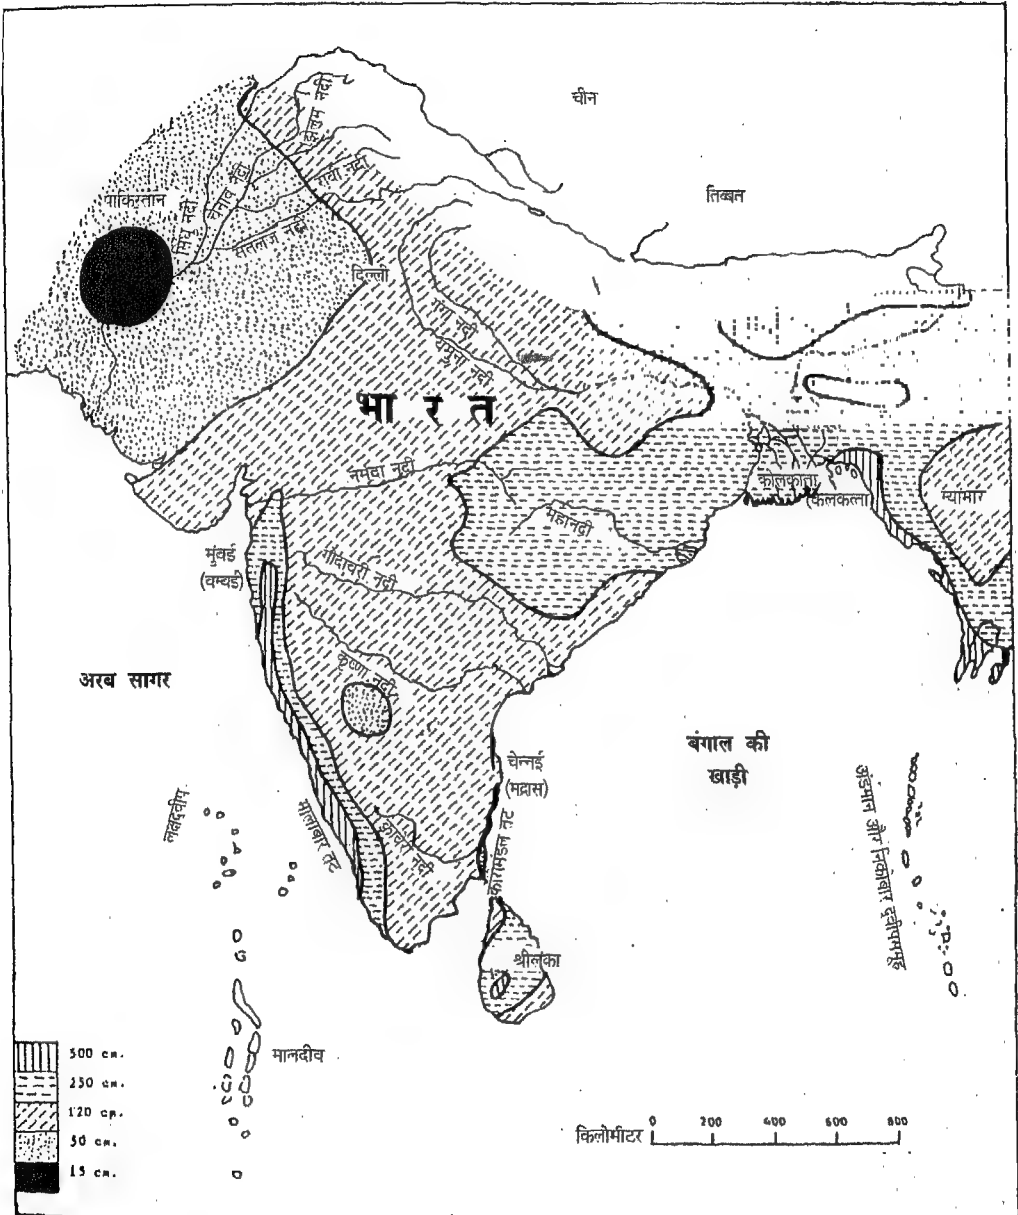 चीन
झेलम नदी
तिब्बत
पाकिस्तान
सिंधु नदी
चेनाब नदी
रावी नदी
सतलज नदी
दिल्ली
गंगा नदी
यमुना नदी
भारत
नर्मदा नदी
कोलकाता
(कलकत्ता)
म्यांमार
महानदी
मुंबई
(बम्बई)
गोदावरी नदी
कृष्णा नदी
अरब सागर
बंगाल की
खाड़ी
चेन्नई
(मद्रास)
लक्षद्वीप
मालाबार तट
कावेरी नदी
कोरोमंडल तट
अंडमान और निकोबार द्वीपसमूह
श्रीलंका
मालदीव
300 cm.
250 cm.
120 cm.
50 cm.
15 cm.
किलोमीटर 0 200 400 600 800